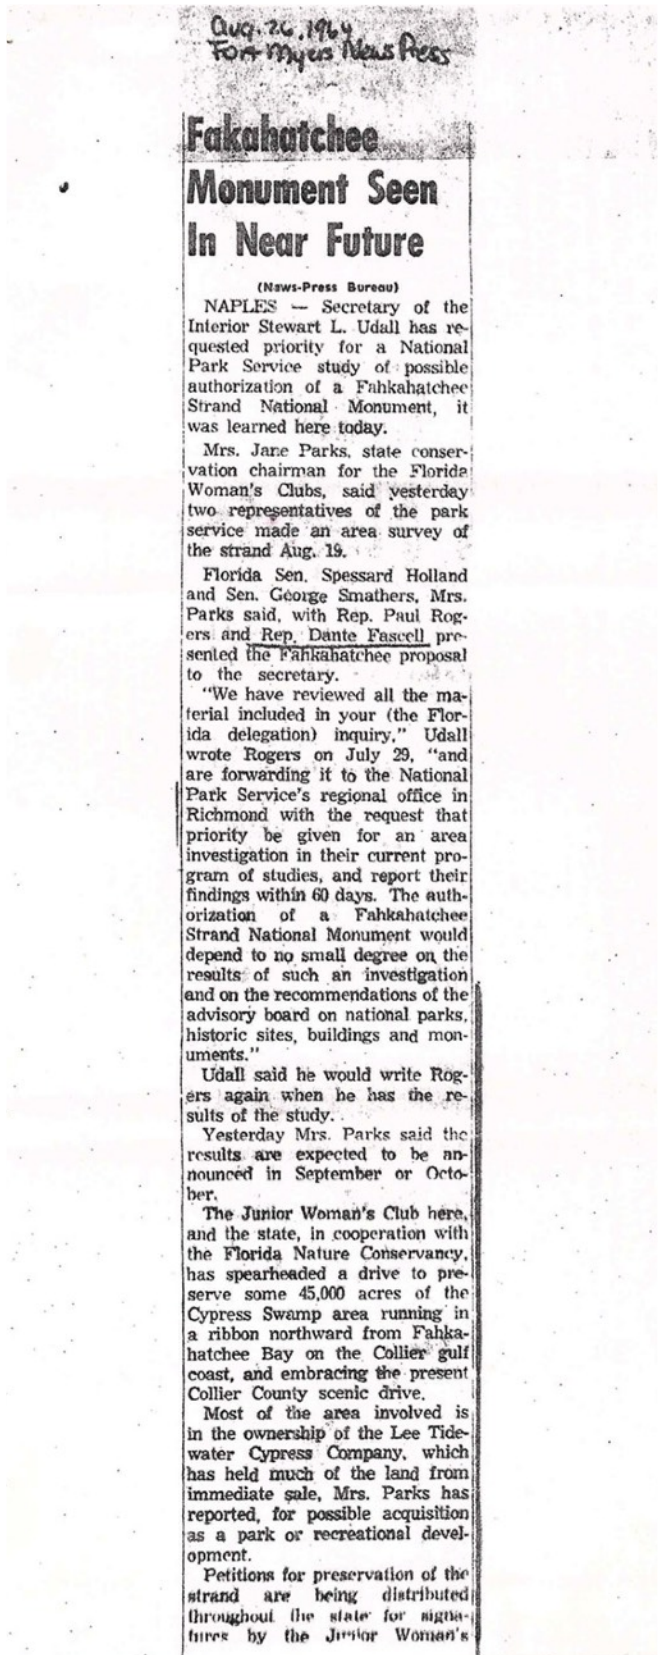 Aug. 26, 1964
Fort Myers News Press
Fakahatchee
Monument Seen
In Near Future
(News-Press Bureau)
NAPLES — Secretary of the
Interior Stewart L. Udall has re-
quested priority for a National
Park Service study of possible
authorization of a Fahkahatchee
Strand National Monument, it
was learned here today.
Mrs. Jane Parks, state conser-
vation chairman for the Florida
Woman's Clubs, said yesterday
two representatives of the park
service made an area survey of
the strand Aug. 19.
Florida Sen. Spessard Holland
and Sen. George Smathers, Mrs.
Parks said, with Rep. Paul Rog-
ers and Rep. Dante Fascell pre-
sented the Fahkahatchee proposal
to the secretary.
"We have reviewed all the ma-
terial included in your (the Flor-
ida delegation) inquiry," Udall
wrote Rogers on July 29, "and
are forwarding it to the National
Park Service's regional office in
Richmond with the request that
priority be given for an area
investigation in their current pro-
gram of studies, and report their
findings within 60 days. The auth-
orization of a Fahkahatchee
Strand National Monument would
depend to no small degree on the
results of such an investigation
and on the recommendations of the
advisory board on national parks,
historic sites, buildings and mon-
uments."
Udall said he would write Rog-
ers again when he has the re-
sults of the study.
Yesterday Mrs. Parks said the
results are expected to be an-
nounced in September or Octo-
ber.
The Junior Woman's Club here,
and the state, in cooperation with
the Florida Nature Conservancy,
has spearheaded a drive to pre-
serve some 45,000 acres of the
Cypress Swamp area running in
a ribbon northward from Fahka-
hatchee Bay on the Collier gulf
coast, and embracing the present
Collier County scenic drive.
Most of the area involved is
in the ownership of the Lee Tide-
water Cypress Company, which
has held much of the land from
immediate sale, Mrs. Parks has
reported, for possible acquisition
as a park or recreational devel-
opment.
Petitions for preservation of the
strand are being distributed
throughout the state for signa-
tures by the Junior Woman's